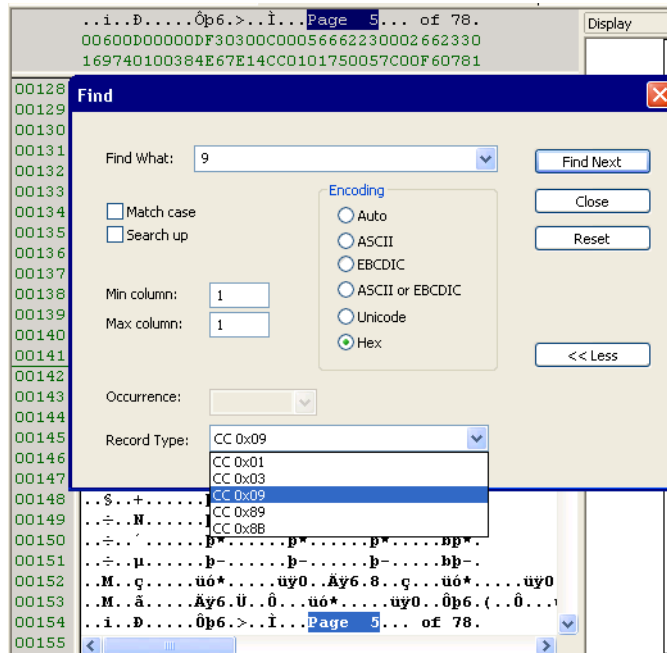 ..i..Ð.....Ôþ6.>..Ì...Page  5... of 78.
Display
00600D00000DF30300C00056662230002662330
169740100384E67E14CC0101750057C00F60781
00128
Find
00129
00130
00131
Find What:
9
Find Next
00132
00133
Encoding
Close
00134
Match case
Auto
00135
Search up
ASCII
Reset
00136
EBCDIC
00137
00138
Min column:
1
ASCII or EBCDIC
00139
Max column:
1
Unicode
00140
Hex
00141
<< Less
00142
00143
Occurrence:
00144
00145
Record Type:
CC 0x09
00146
CC 0x01
00147
CC 0x03
00148
..§..+......
CC 0x09
00149
..÷..N......
CC 0x89
CC 0x8B
00150
..÷..´......þ*......þ*......þ*.....bþ*.
00151
..÷..µ......þ-......þ-......þ-.....bþ-.
00152
..M..ç.....üó*.....üÿ0..Äÿ6.8..ç...üó*.....üÿ0
00153
..M..ã.....Äÿ6.Ü..Ô...üó*.....üÿ0..Ôþ6.(..Ô...
00154
..i..Ð.....Ôþ6.>..Ì...Page  5... of 78.
00155